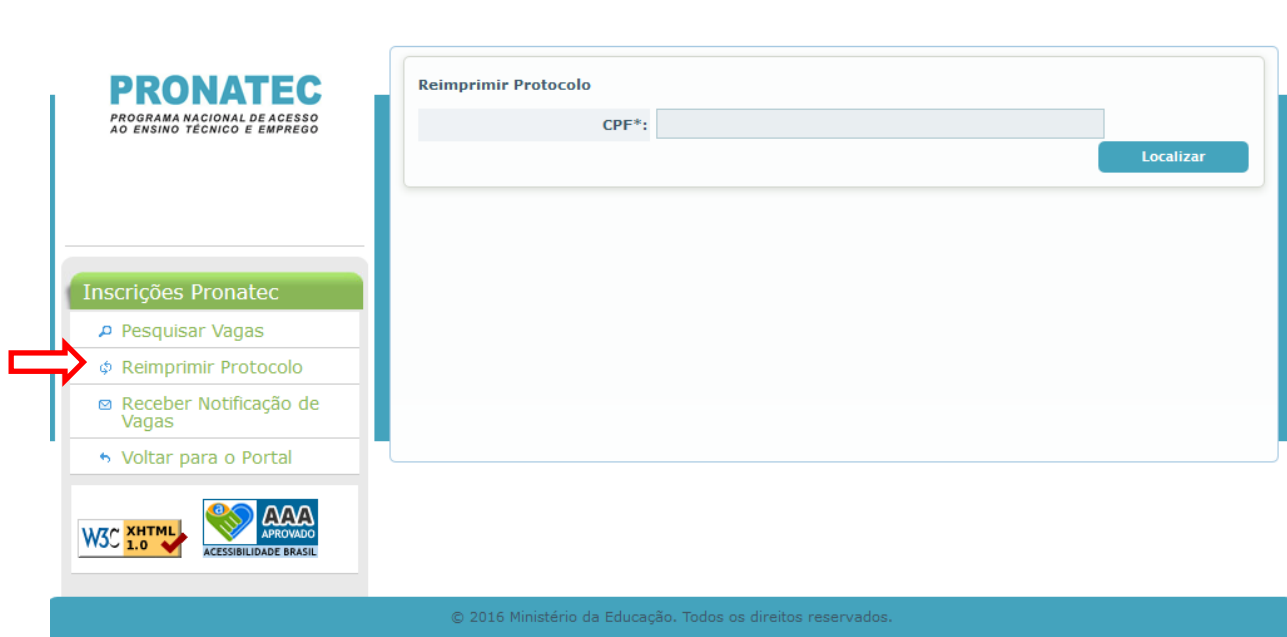 PRONATEC
PROGRAMA NACIONAL DE ACESSO
AO ENSINO TÉCNICO E EMPREGO
Reimprimir Protocolo
CPF*:
Localizar
Inscrições Pronatec
Pesquisar Vagas
Reimprimir Protocolo
Receber Notificação de
Vagas
Voltar para o Portal
W3C XHTML
1.0
a
AAA
APROVADO
ACESSIBILIDADE BRASIL
© 2016 Ministério da Educação. Todos os direitos reservados.